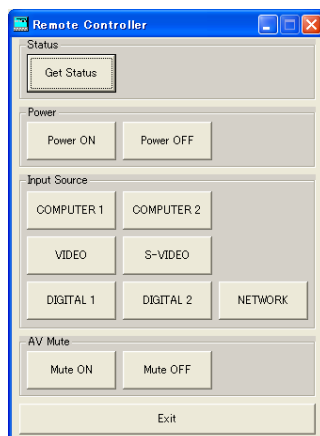 Remote Controller
Status
Get Status
Power
Power ON Power OFF
Input Source
COMPUTER 1 COMPUTER 2
VIDEO S-VIDEO
DIGITAL 1 DIGITAL 2 NETWORK
AV Mute
Mute ON Mute OFF
Exit